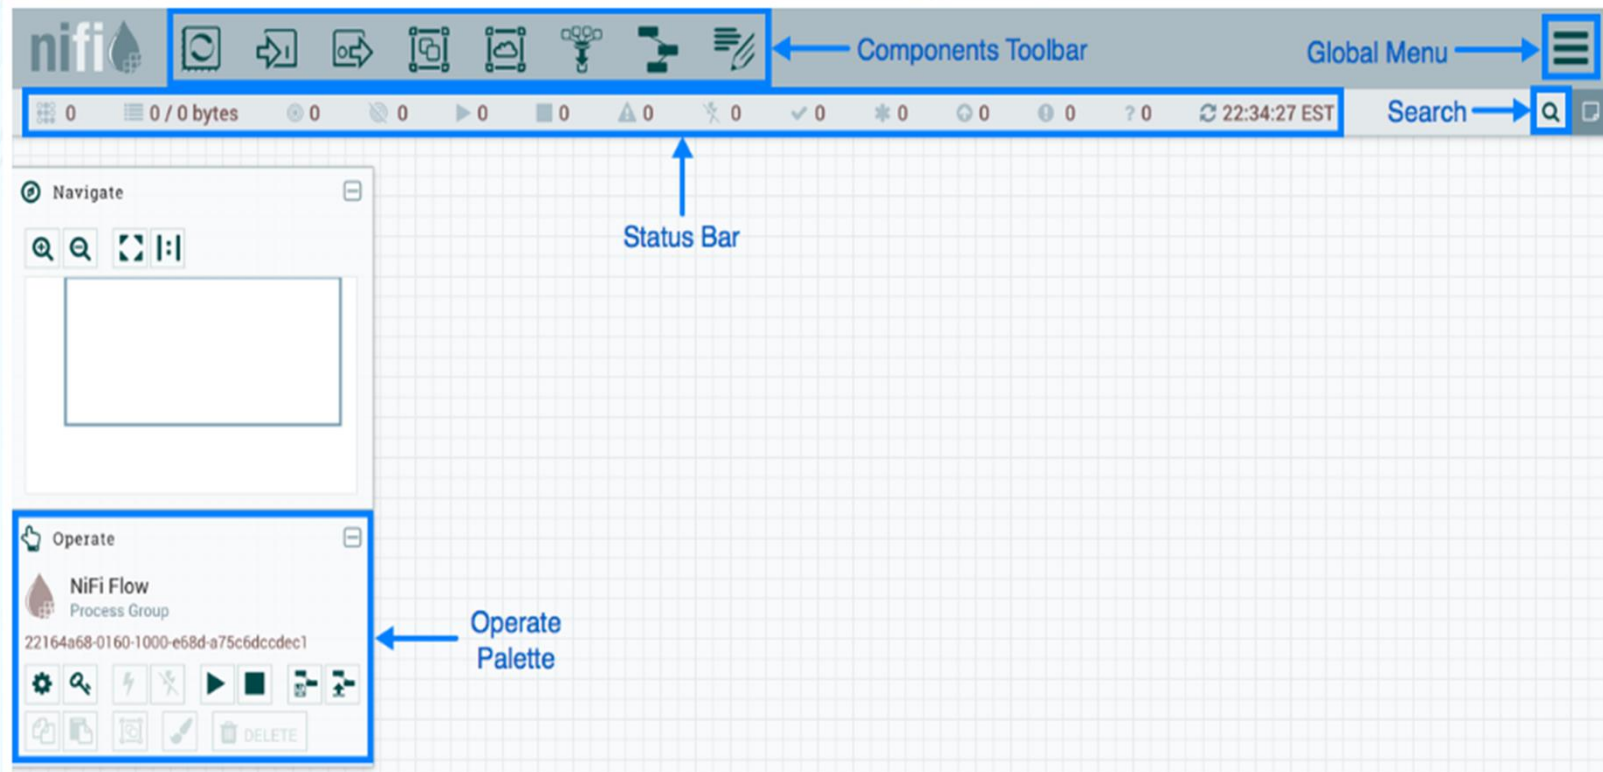 nifi
Components Toolbar
Global Menu
0 0 / 0 bytes 0 0 0 0 0 0 0 0 0 0 ? 0 22:34:27 EST
Search
Navigate
Status Bar
Operate
NiFi Flow
Process Group
22164a68-0160-1000-e68d-a75c6dccdec1
Operate
Palette
DELETE